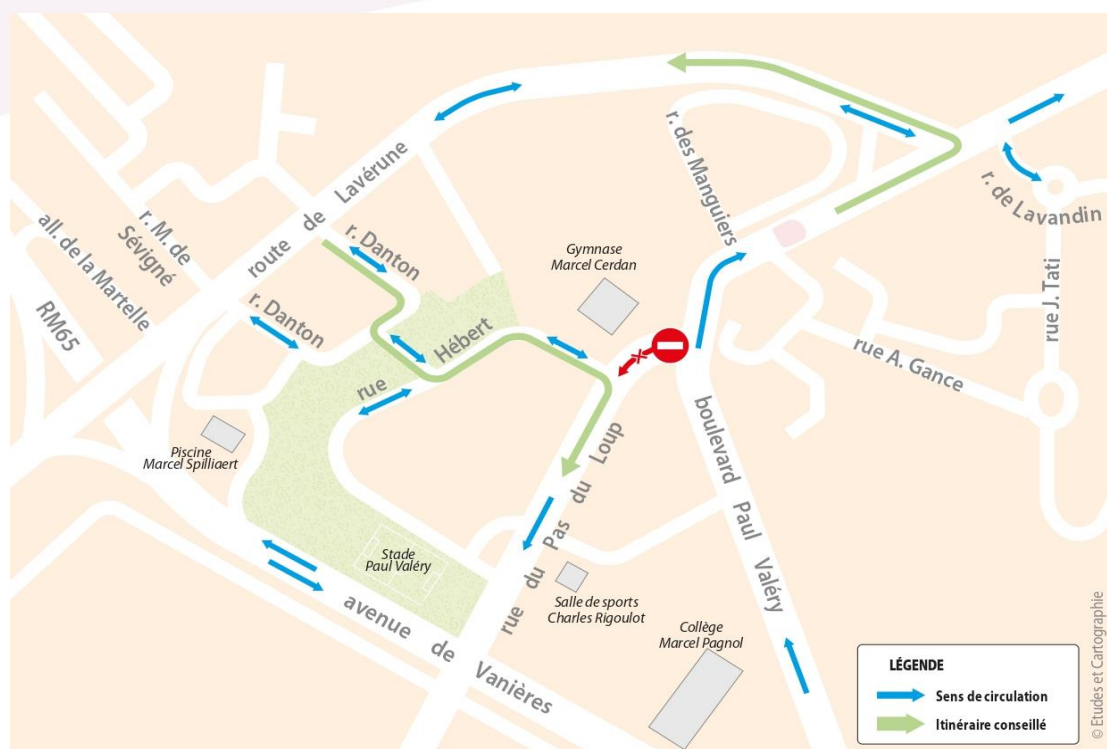 route de Lavérune
r. M. de
Sévigné
all. de la Martelle
RM65
r. Danton
r. Danton
rue Hébert
Gymnase
Marcel Cerdan
r. des Manguiers
r. de Lavandin
rue J. Tati
rue A. Gance
boulevard Paul Valéry
rue du Pas du Loup
Piscine
Marcel Spilliaert
Stade
Paul Valéry
avenue de Vanières
Salle de sports
Charles Rigoulot
Collège
Marcel Pagnol
LÉGENDE
Sens de circulation
Itinéraire conseillé
© Etudes et Cartographie